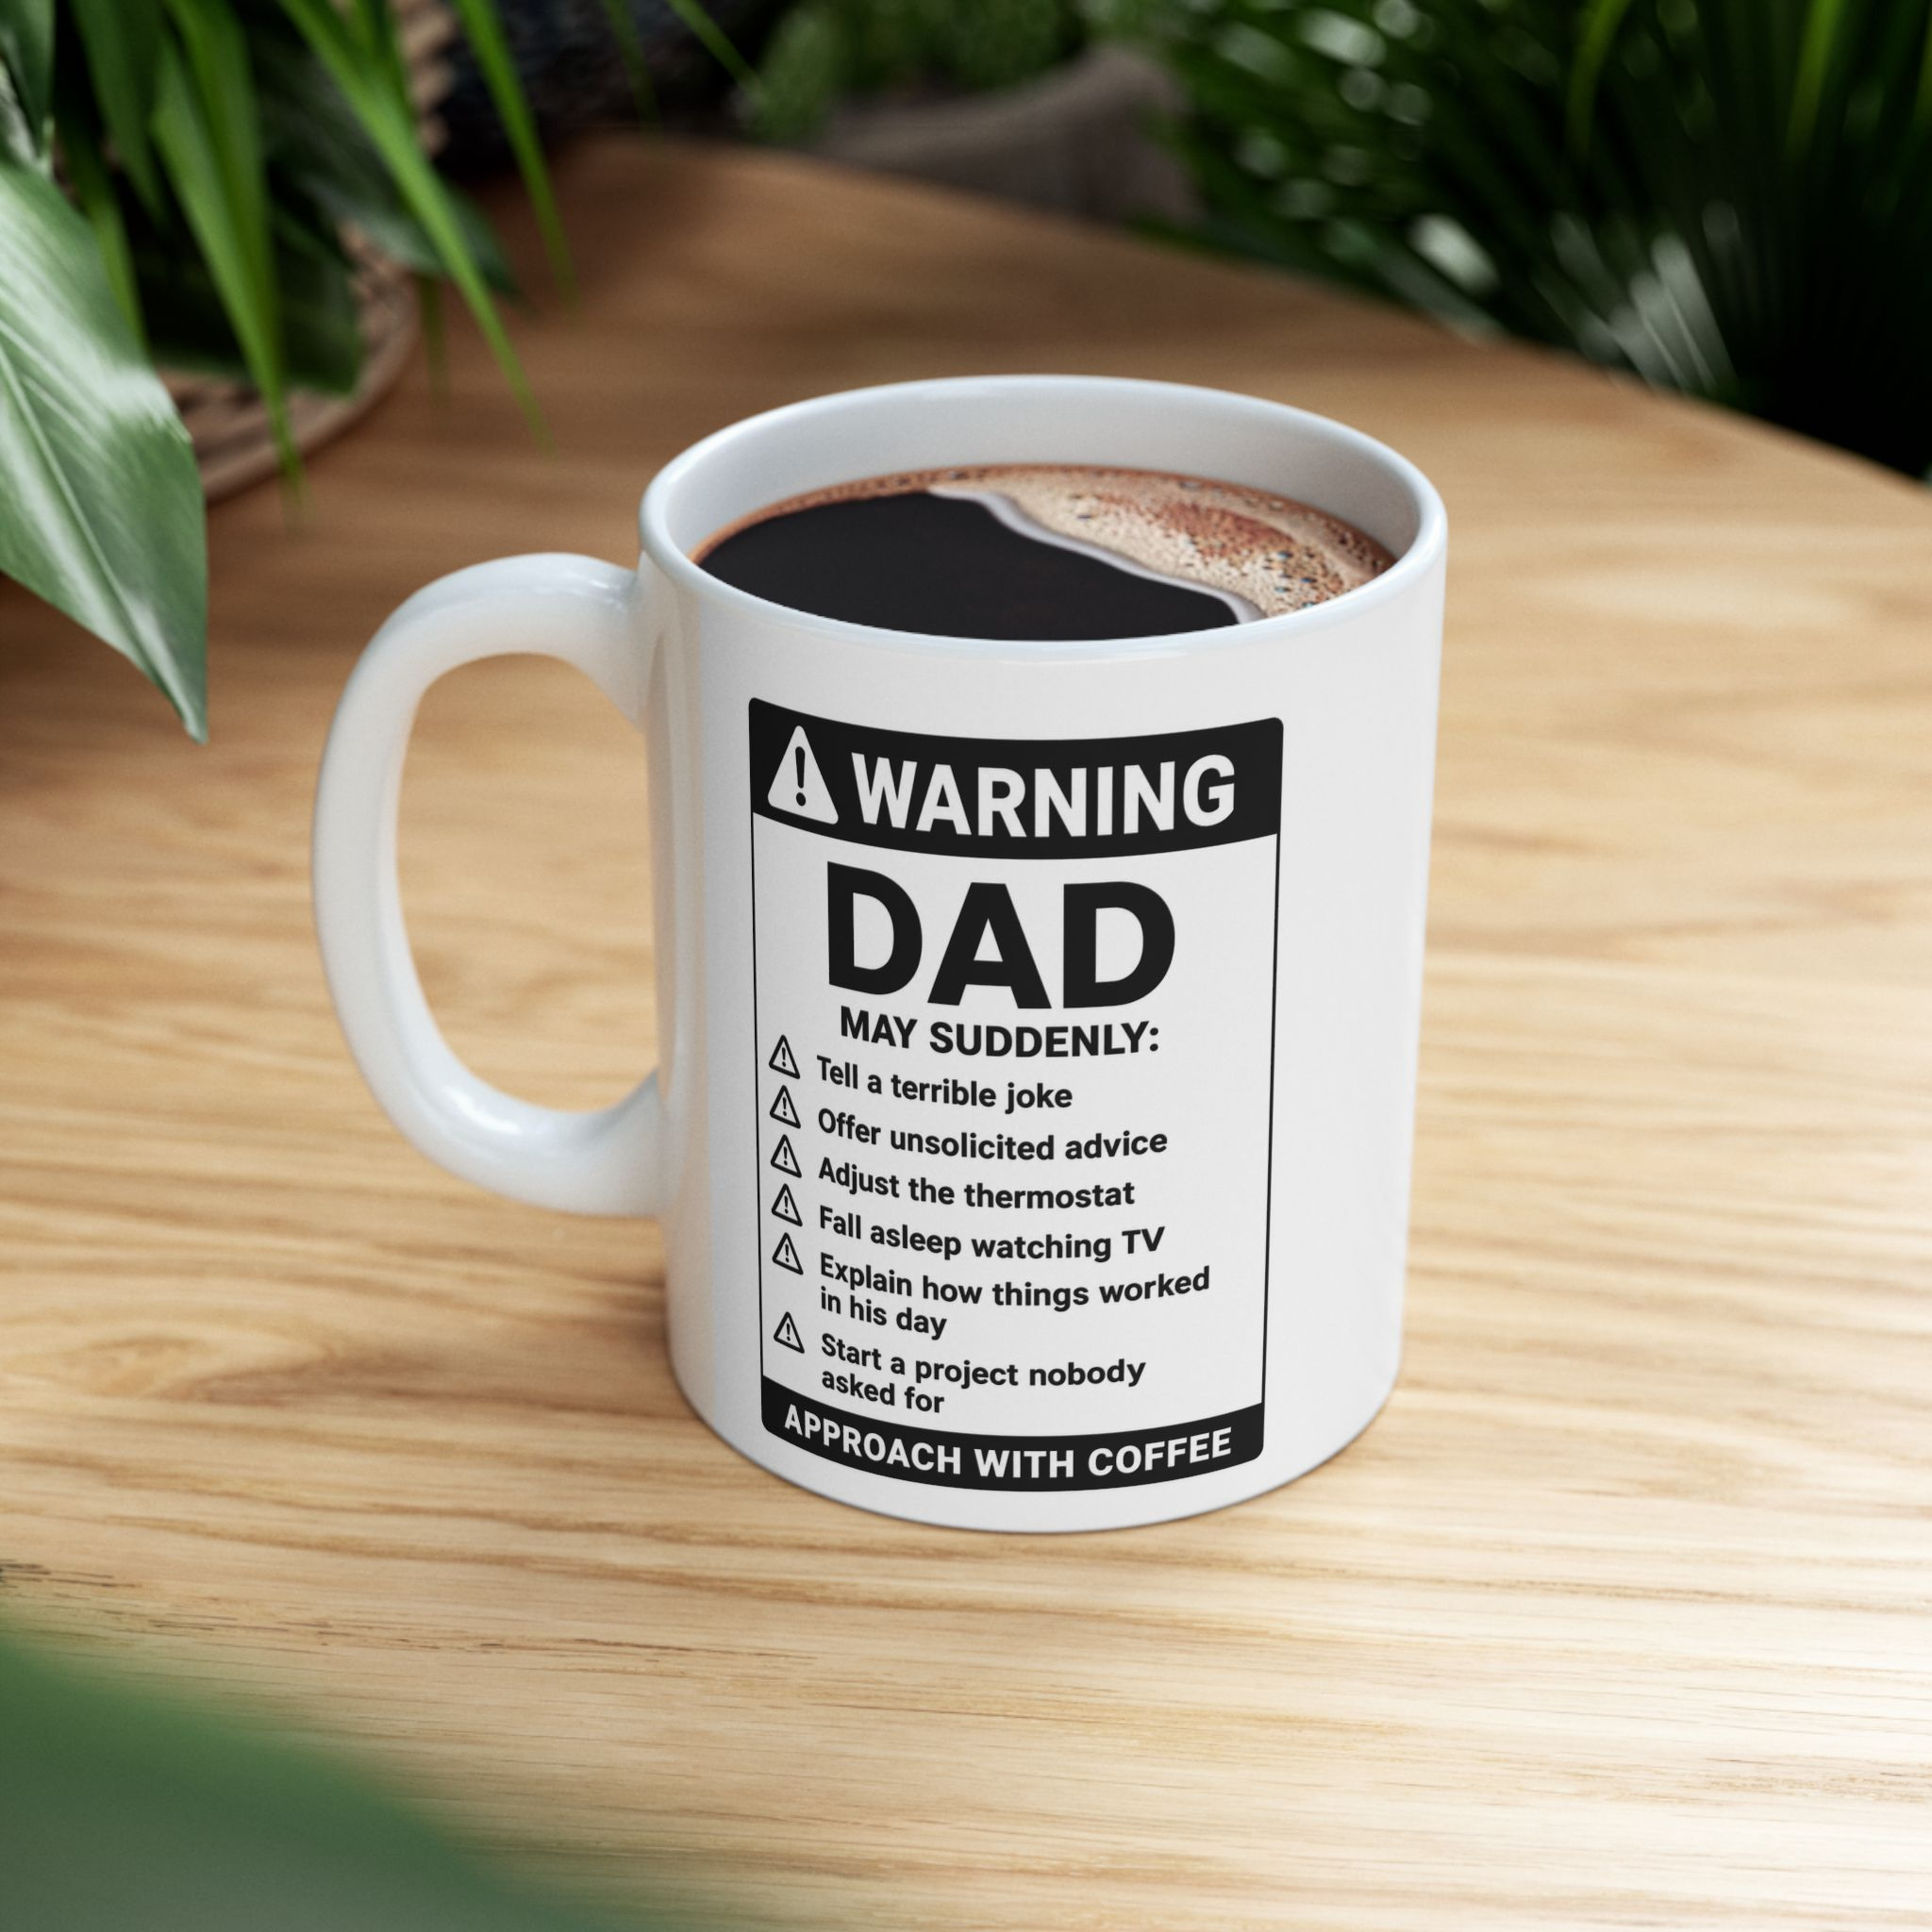 WARNING
DAD
MAY SUDDENLY:
Tell a terrible joke
Offer unsolicited advice
Adjust the thermostat
Fall asleep watching TV
Explain how things worked
in his day
Start a project nobody
asked for
APPROACH WITH COFFEE